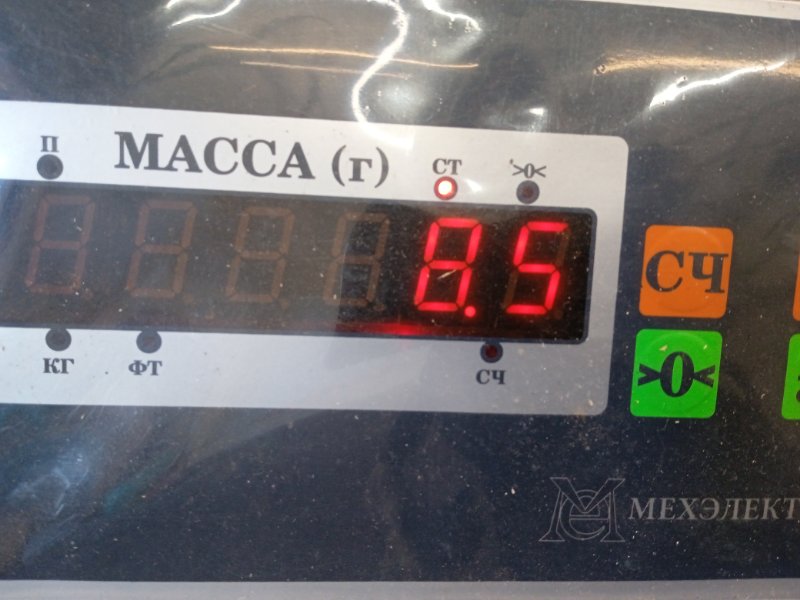 П МАССА (г) СТ >0<
0.5
КГ ФТ СЧ
СЧ
>0<
МЕХЭЛЕКТ